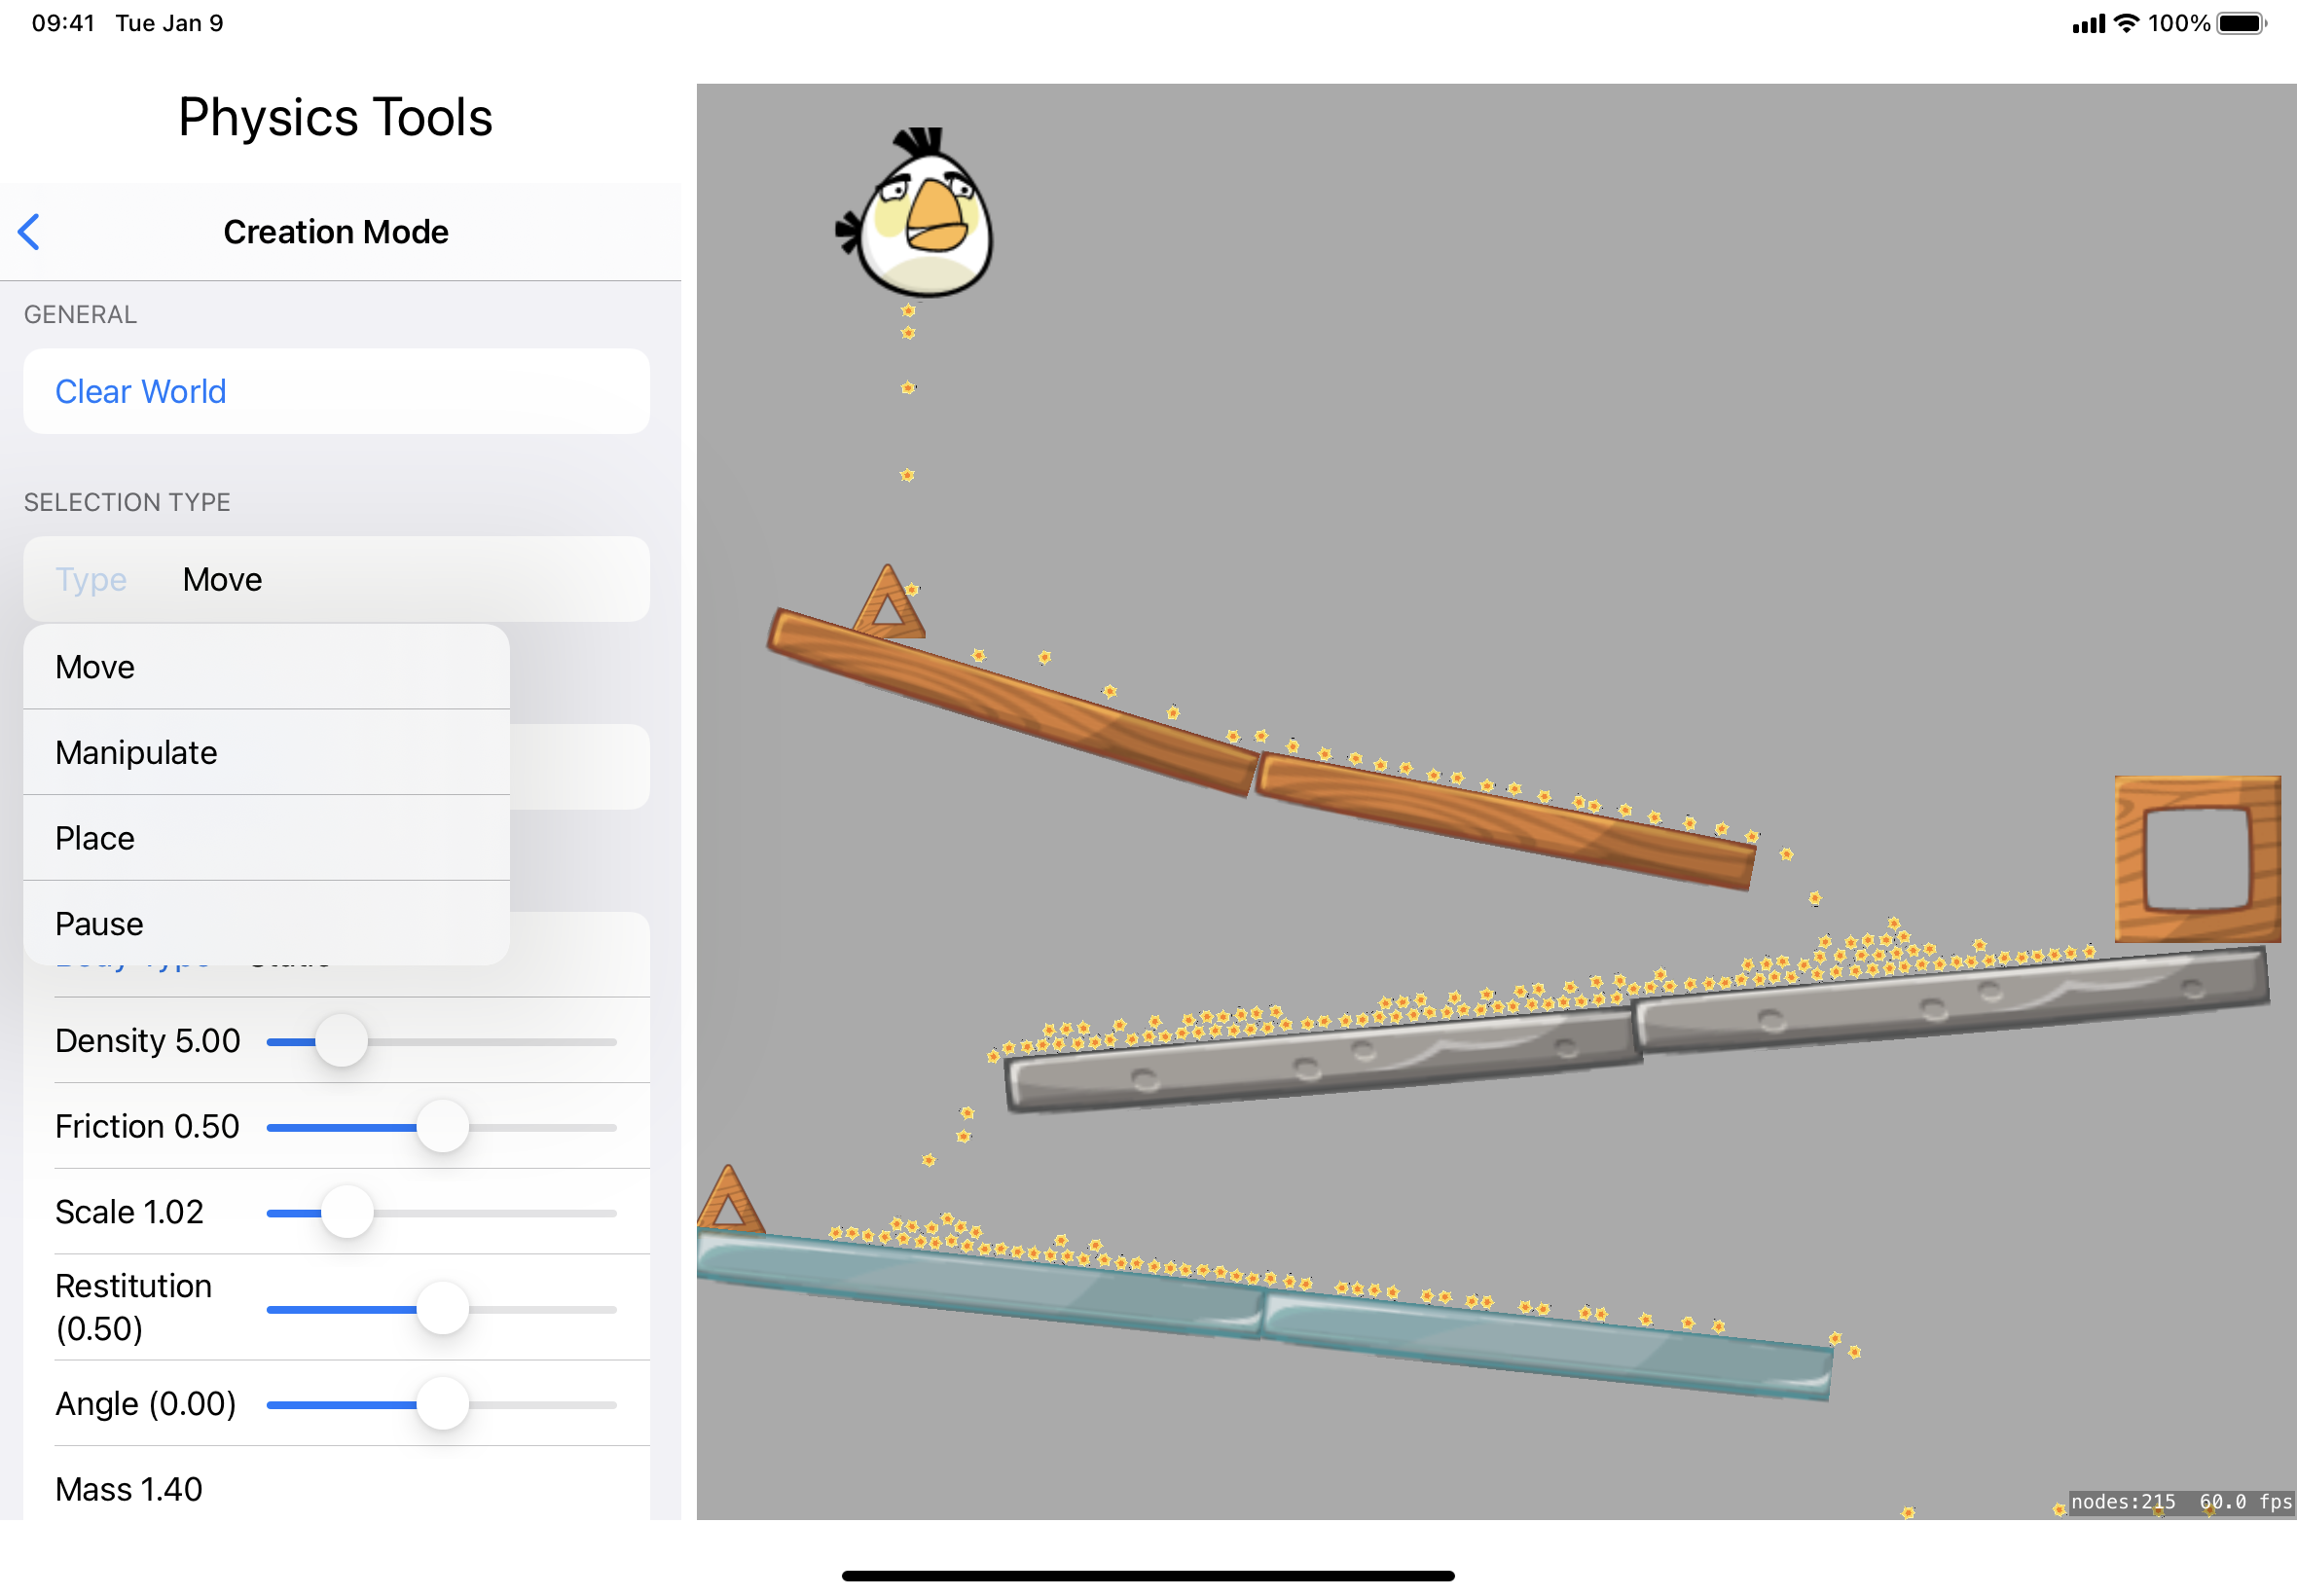 09:41 Tue Jan 9
100%
Physics Tools
Creation Mode
GENERAL
Clear World
SELECTION TYPE
Type Move
Move
Manipulate
Place
Pause
Density 5.00
Friction 0.50
Scale 1.02
Restitution
(0.50)
Angle (0.00)
Mass 1.40
nodes:215 60.0 fps